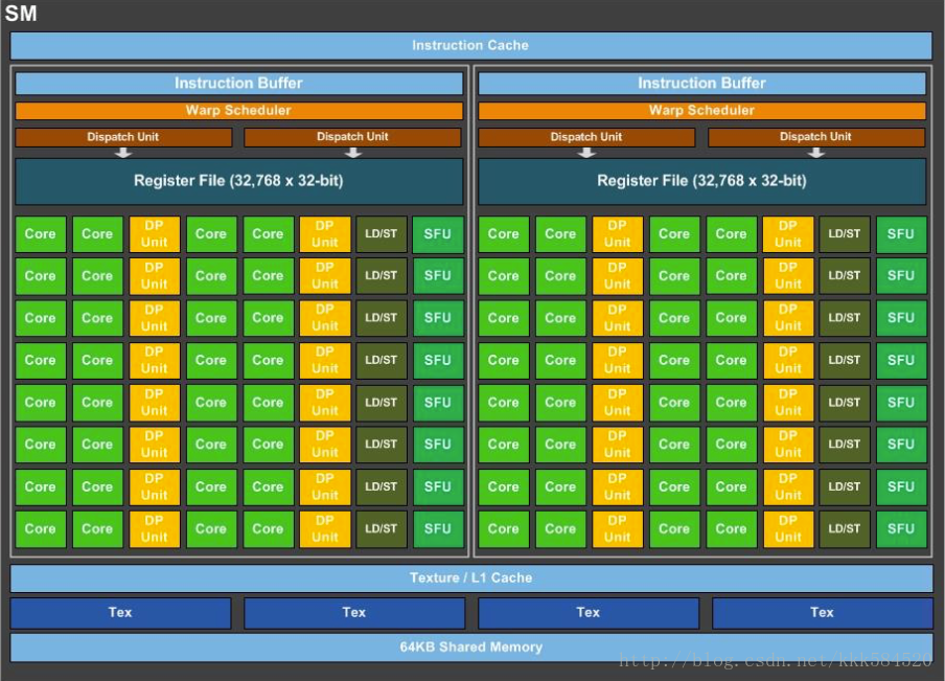 SM
Instruction Cache
Instruction Buffer Instruction Buffer
Warp Scheduler Warp Scheduler
Dispatch Unit Dispatch Unit Dispatch Unit Dispatch Unit
Register File (32,768 x 32-bit) Register File (32,768 x 32-bit)
Core Core DP Unit Core Core DP Unit LD/ST SFU Core Core DP Unit Core Core DP Unit LD/ST SFU
Core Core DP Unit Core Core DP Unit LD/ST SFU Core Core DP Unit Core Core DP Unit LD/ST SFU
Core Core DP Unit Core Core DP Unit LD/ST SFU Core Core DP Unit Core Core DP Unit LD/ST SFU
Core Core DP Unit Core Core DP Unit LD/ST SFU Core Core DP Unit Core Core DP Unit LD/ST SFU
Core Core DP Unit Core Core DP Unit LD/ST SFU Core Core DP Unit Core Core DP Unit LD/ST SFU
Core Core DP Unit Core Core DP Unit LD/ST SFU Core Core DP Unit Core Core DP Unit LD/ST SFU
Core Core DP Unit Core Core DP Unit LD/ST SFU Core Core DP Unit Core Core DP Unit LD/ST SFU
Core Core DP Unit Core Core DP Unit LD/ST SFU Core Core DP Unit Core Core DP Unit LD/ST SFU
Texture / L1 Cache
Tex Tex Tex Tex
64KB Shared Memory
http://blog.csdn.net/kkk584520